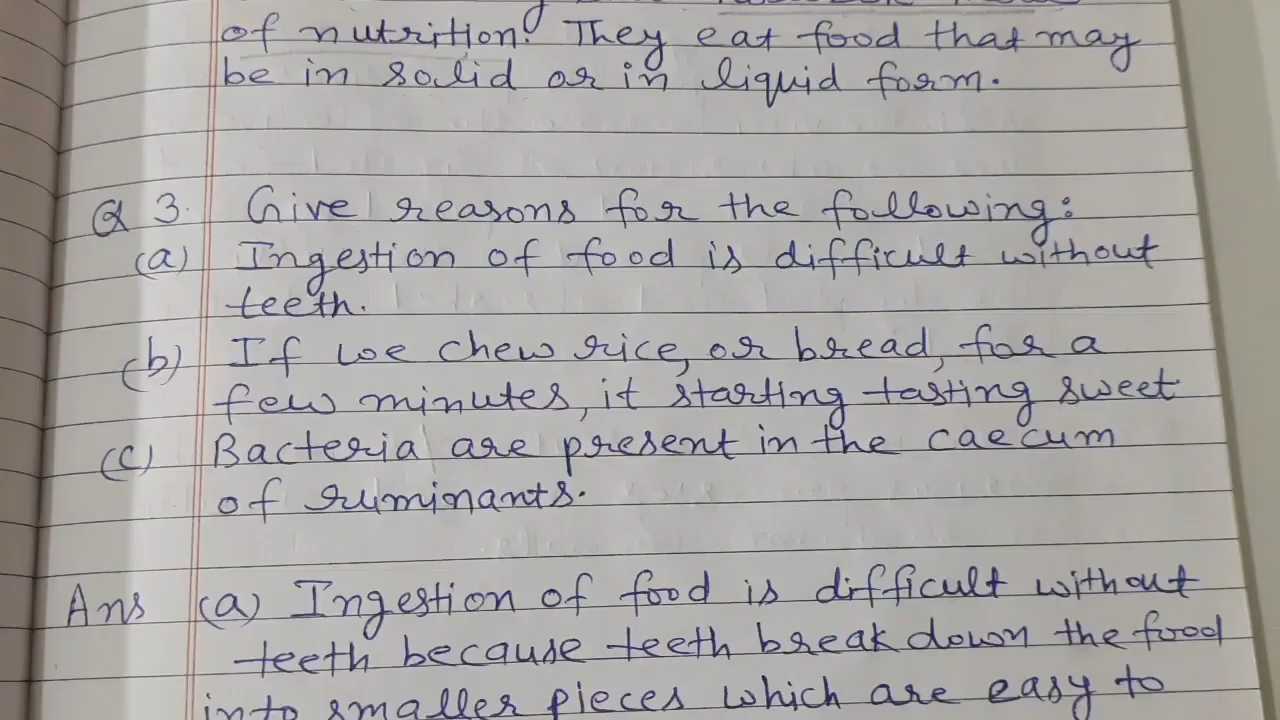 of nutrition. They eat food that may
be in solid or in liquid form.
Q 3. Give reasons for the following:
(a) Ingestion of food is difficult without
teeth.
(b) If we chew rice, or bread, for a
few minutes, it starting tasting sweet
(c) Bacteria are present in the caecum
of ruminants.
Ans (a) Ingestion of food is difficult without
teeth because teeth break down the food
into smaller pieces which are easy to